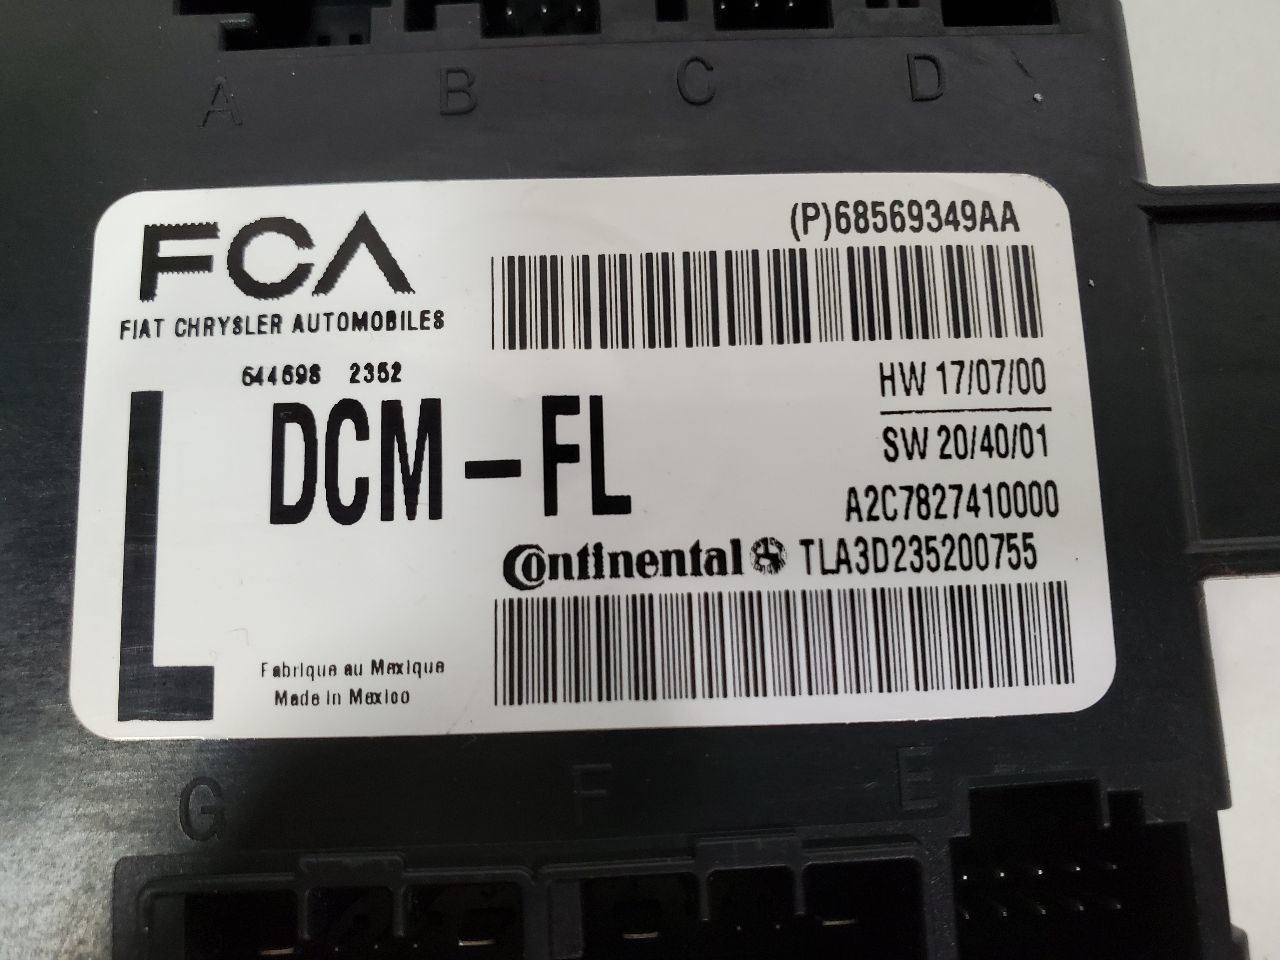 A B C D
FCA
FIAT CHRYSLER AUTOMOBILES
(P)68569349AA
644698 2352
HW 17/07/00
SW 20/40/01
L DCM-FL
A2C7827410000
Continental TLA3D235200755
Fabrique au Mexique
Made in Mexico
G F E